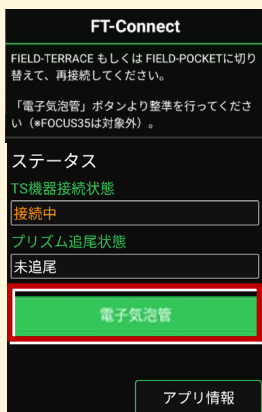 FT-Connect
FIELD-TERRACE もしくは FIELD-POCKETに切り
替えて、再接続してください。
「電子気泡管」ボタンより整準を行ってくださ
い（※FOCUS35は対象外）。
ステータス
TS機器接続状態
接続中
プリズム追尾状態
未追尾
電子気泡管
アプリ情報